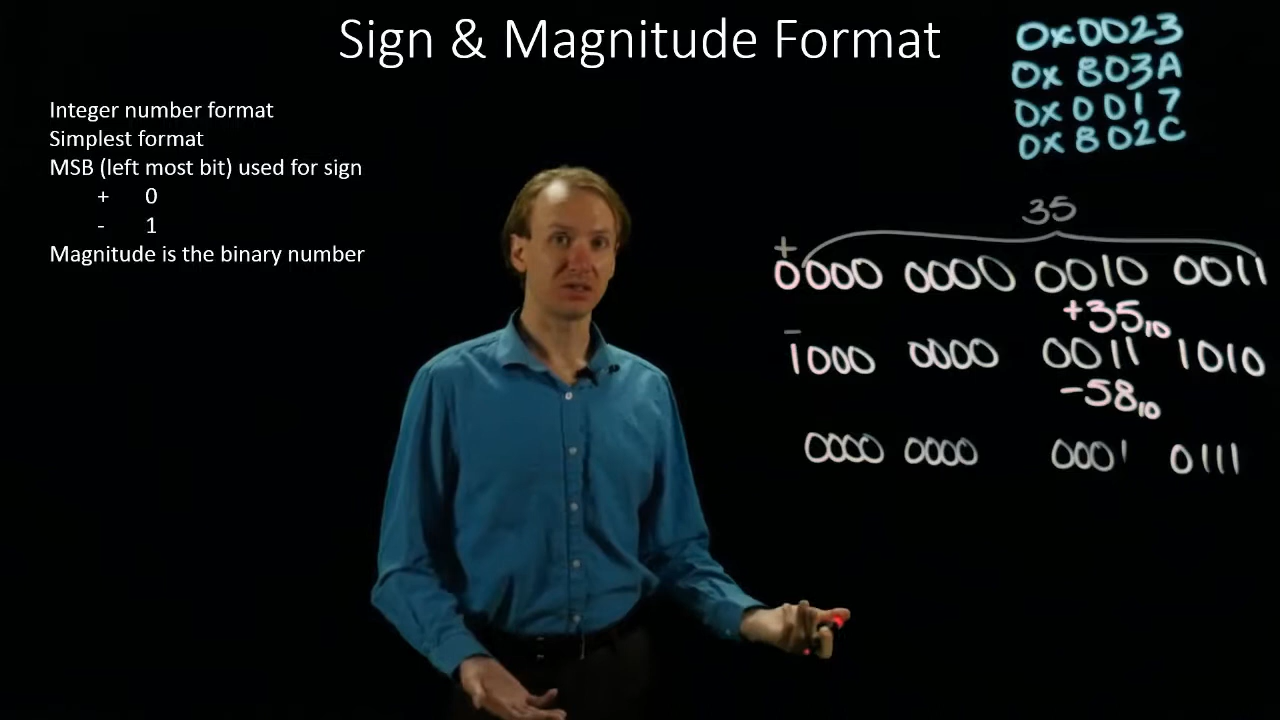 Sign & Magnitude Format
Integer number format
Simplest format
MSB (left most bit) used for sign
+ 0
- 1
Magnitude is the binary number
0x0023
0x803A
0x0017
0x802C
35
+
0000 0000 0010 0011
+35₁₀
-
1000 0000 0011 1010
-58₁₀
0000 0000 0001 0111